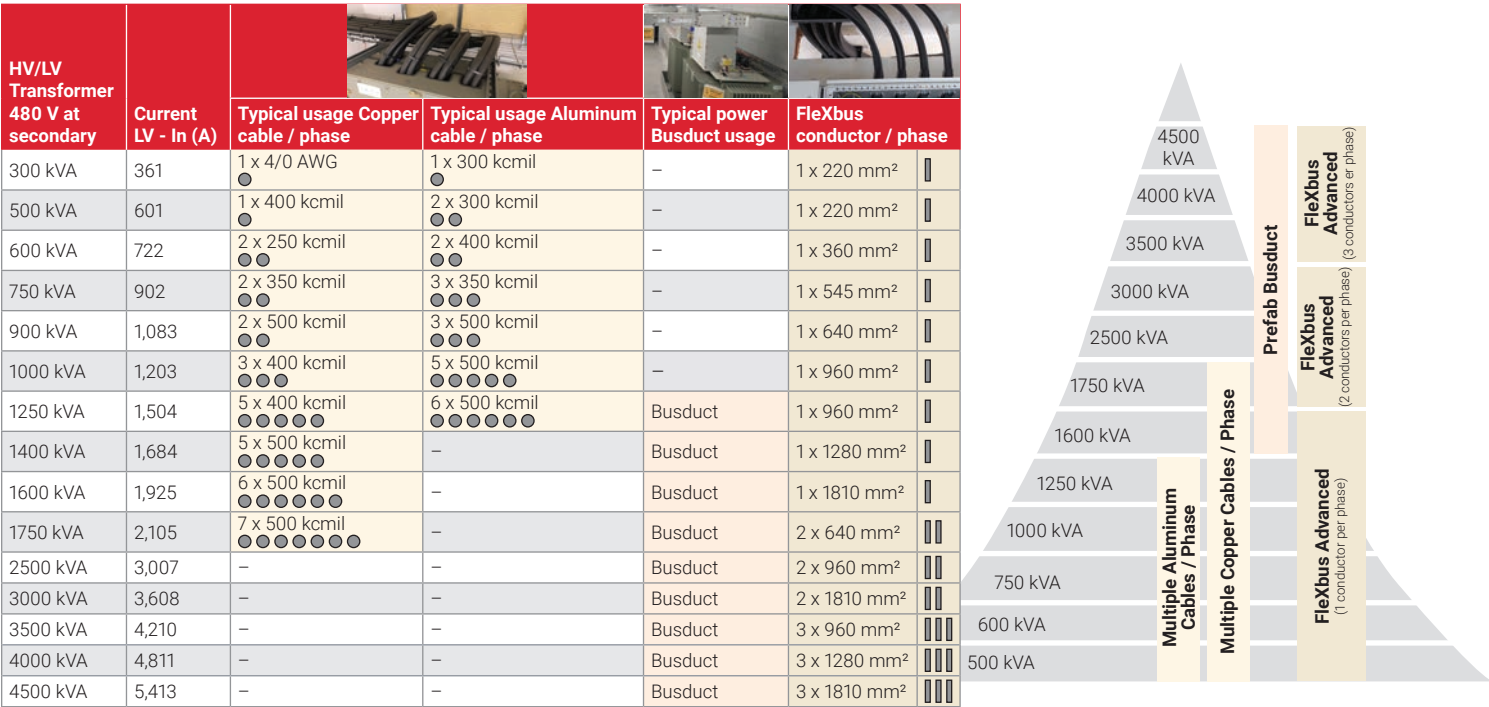 HV/LV
Transformer
480 V at
secondary
Current
LV - In (A)
Typical usage Copper
cable / phase
Typical usage Aluminum
cable / phase
Typical power
Busduct usage
FleXbus
conductor / phase
300 kVA 361 1 x 4/0 AWG 1 x 300 kcmil – 1 x 220 mm²
500 kVA 601 1 x 400 kcmil 2 x 300 kcmil – 1 x 220 mm²
600 kVA 722 2 x 250 kcmil 2 x 400 kcmil – 1 x 360 mm²
750 kVA 902 2 x 350 kcmil 3 x 350 kcmil – 1 x 545 mm²
900 kVA 1,083 2 x 500 kcmil 3 x 500 kcmil – 1 x 640 mm²
1000 kVA 1,203 3 x 400 kcmil 5 x 500 kcmil – 1 x 960 mm²
1250 kVA 1,504 5 x 400 kcmil 6 x 500 kcmil Busduct 1 x 960 mm²
1400 kVA 1,684 5 x 500 kcmil – Busduct 1 x 1280 mm²
1600 kVA 1,925 6 x 500 kcmil – Busduct 1 x 1810 mm²
1750 kVA 2,105 7 x 500 kcmil – Busduct 2 x 640 mm²
2500 kVA 3,007 – – Busduct 2 x 960 mm²
3000 kVA 3,608 – – Busduct 2 x 1810 mm²
3500 kVA 4,210 – – Busduct 3 x 960 mm²
4000 kVA 4,811 – – Busduct 3 x 1280 mm²
4500 kVA 5,413 – – Busduct 3 x 1810 mm²
4500
kVA
4000 kVA
3500 kVA
3000 kVA
2500 kVA
1750 kVA
1600 kVA
1250 kVA
1000 kVA
750 kVA
600 kVA
500 kVA
Multiple Aluminum
Cables / Phase
Multiple Copper Cables / Phase
Prefab Busduct
FleXbus
Advanced
(3 conductors er phase)
FleXbus
Advanced
(2 conductors per phase)
FleXbus Advanced
(1 conductor per phase)